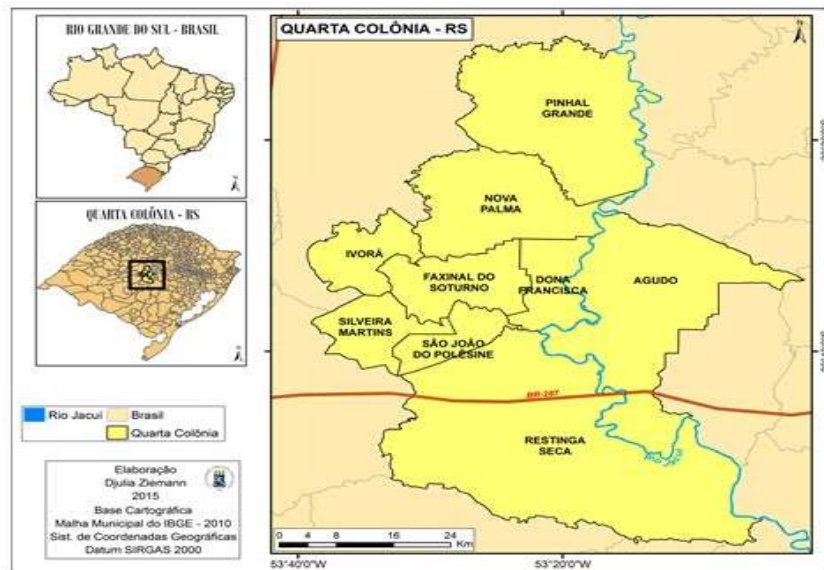 RIO GRANDE DO SUL - BRASIL
N
QUARTA COLÔNIA - RS
N
QUARTA COLÔNIA - RS
N
PINHAL
GRANDE
NOVA
PALMA
IVORÁ
FAXINAL DO
SOTURNO
DONA
FRANCISCA
AGUDO
SILVEIRA
MARTINS
SÃO JOÃO
DO POLÊSINE
BR-287
RESTINGA
SECA
Rio Jacuí
Rio Jacuí
Brasil
Quarta Colônia
Elaboração
Djulia Ziemann
2015
Base Cartográfica
Malha Municipal do IBGE - 2010
Sist. de Coordenadas Geográficas
Datum SIRGAS 2000
0 4 8 16 24
Km
53°40'0"W
53°20'0"W